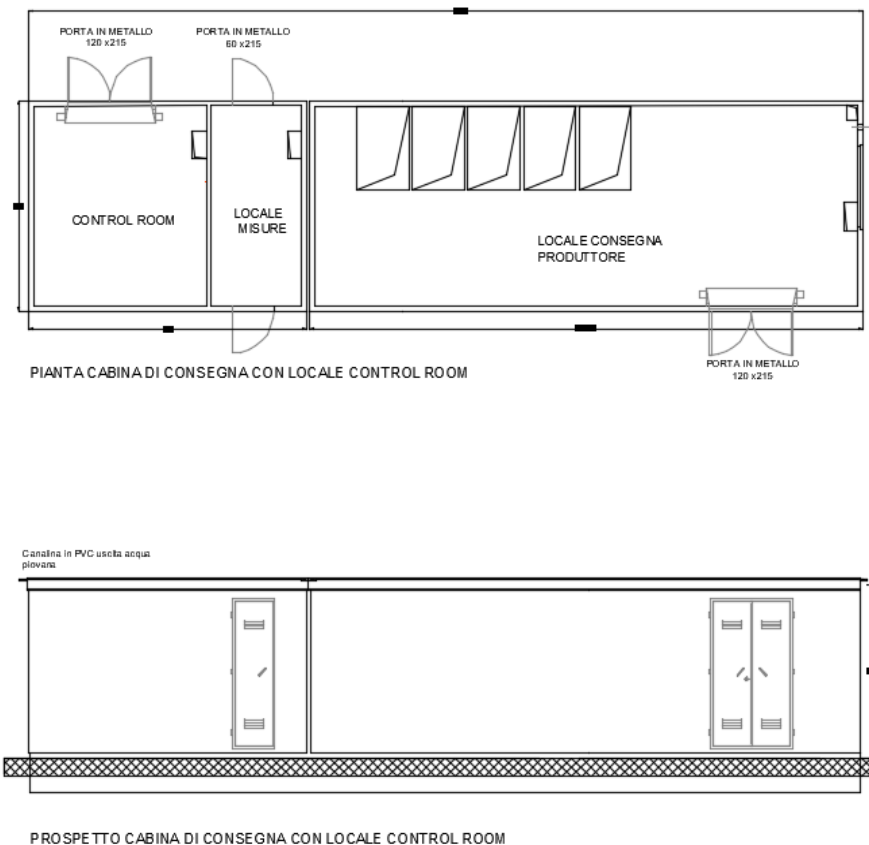 PORTA IN METALLO
120 x215
PORTA IN METALLO
60 x215
CONTROL ROOM
LOCALE
MISURE
LOCALE CONSEGNA
PRODUTTORE
PORTA IN METALLO
120 x215
PIANTA CABINA DI CONSEGNA CON LOCALE CONTROL ROOM
Canalina in PVC uscita acqua
piovana
PROSPETTO CABINA DI CONSEGNA CON LOCALE CONTROL ROOM